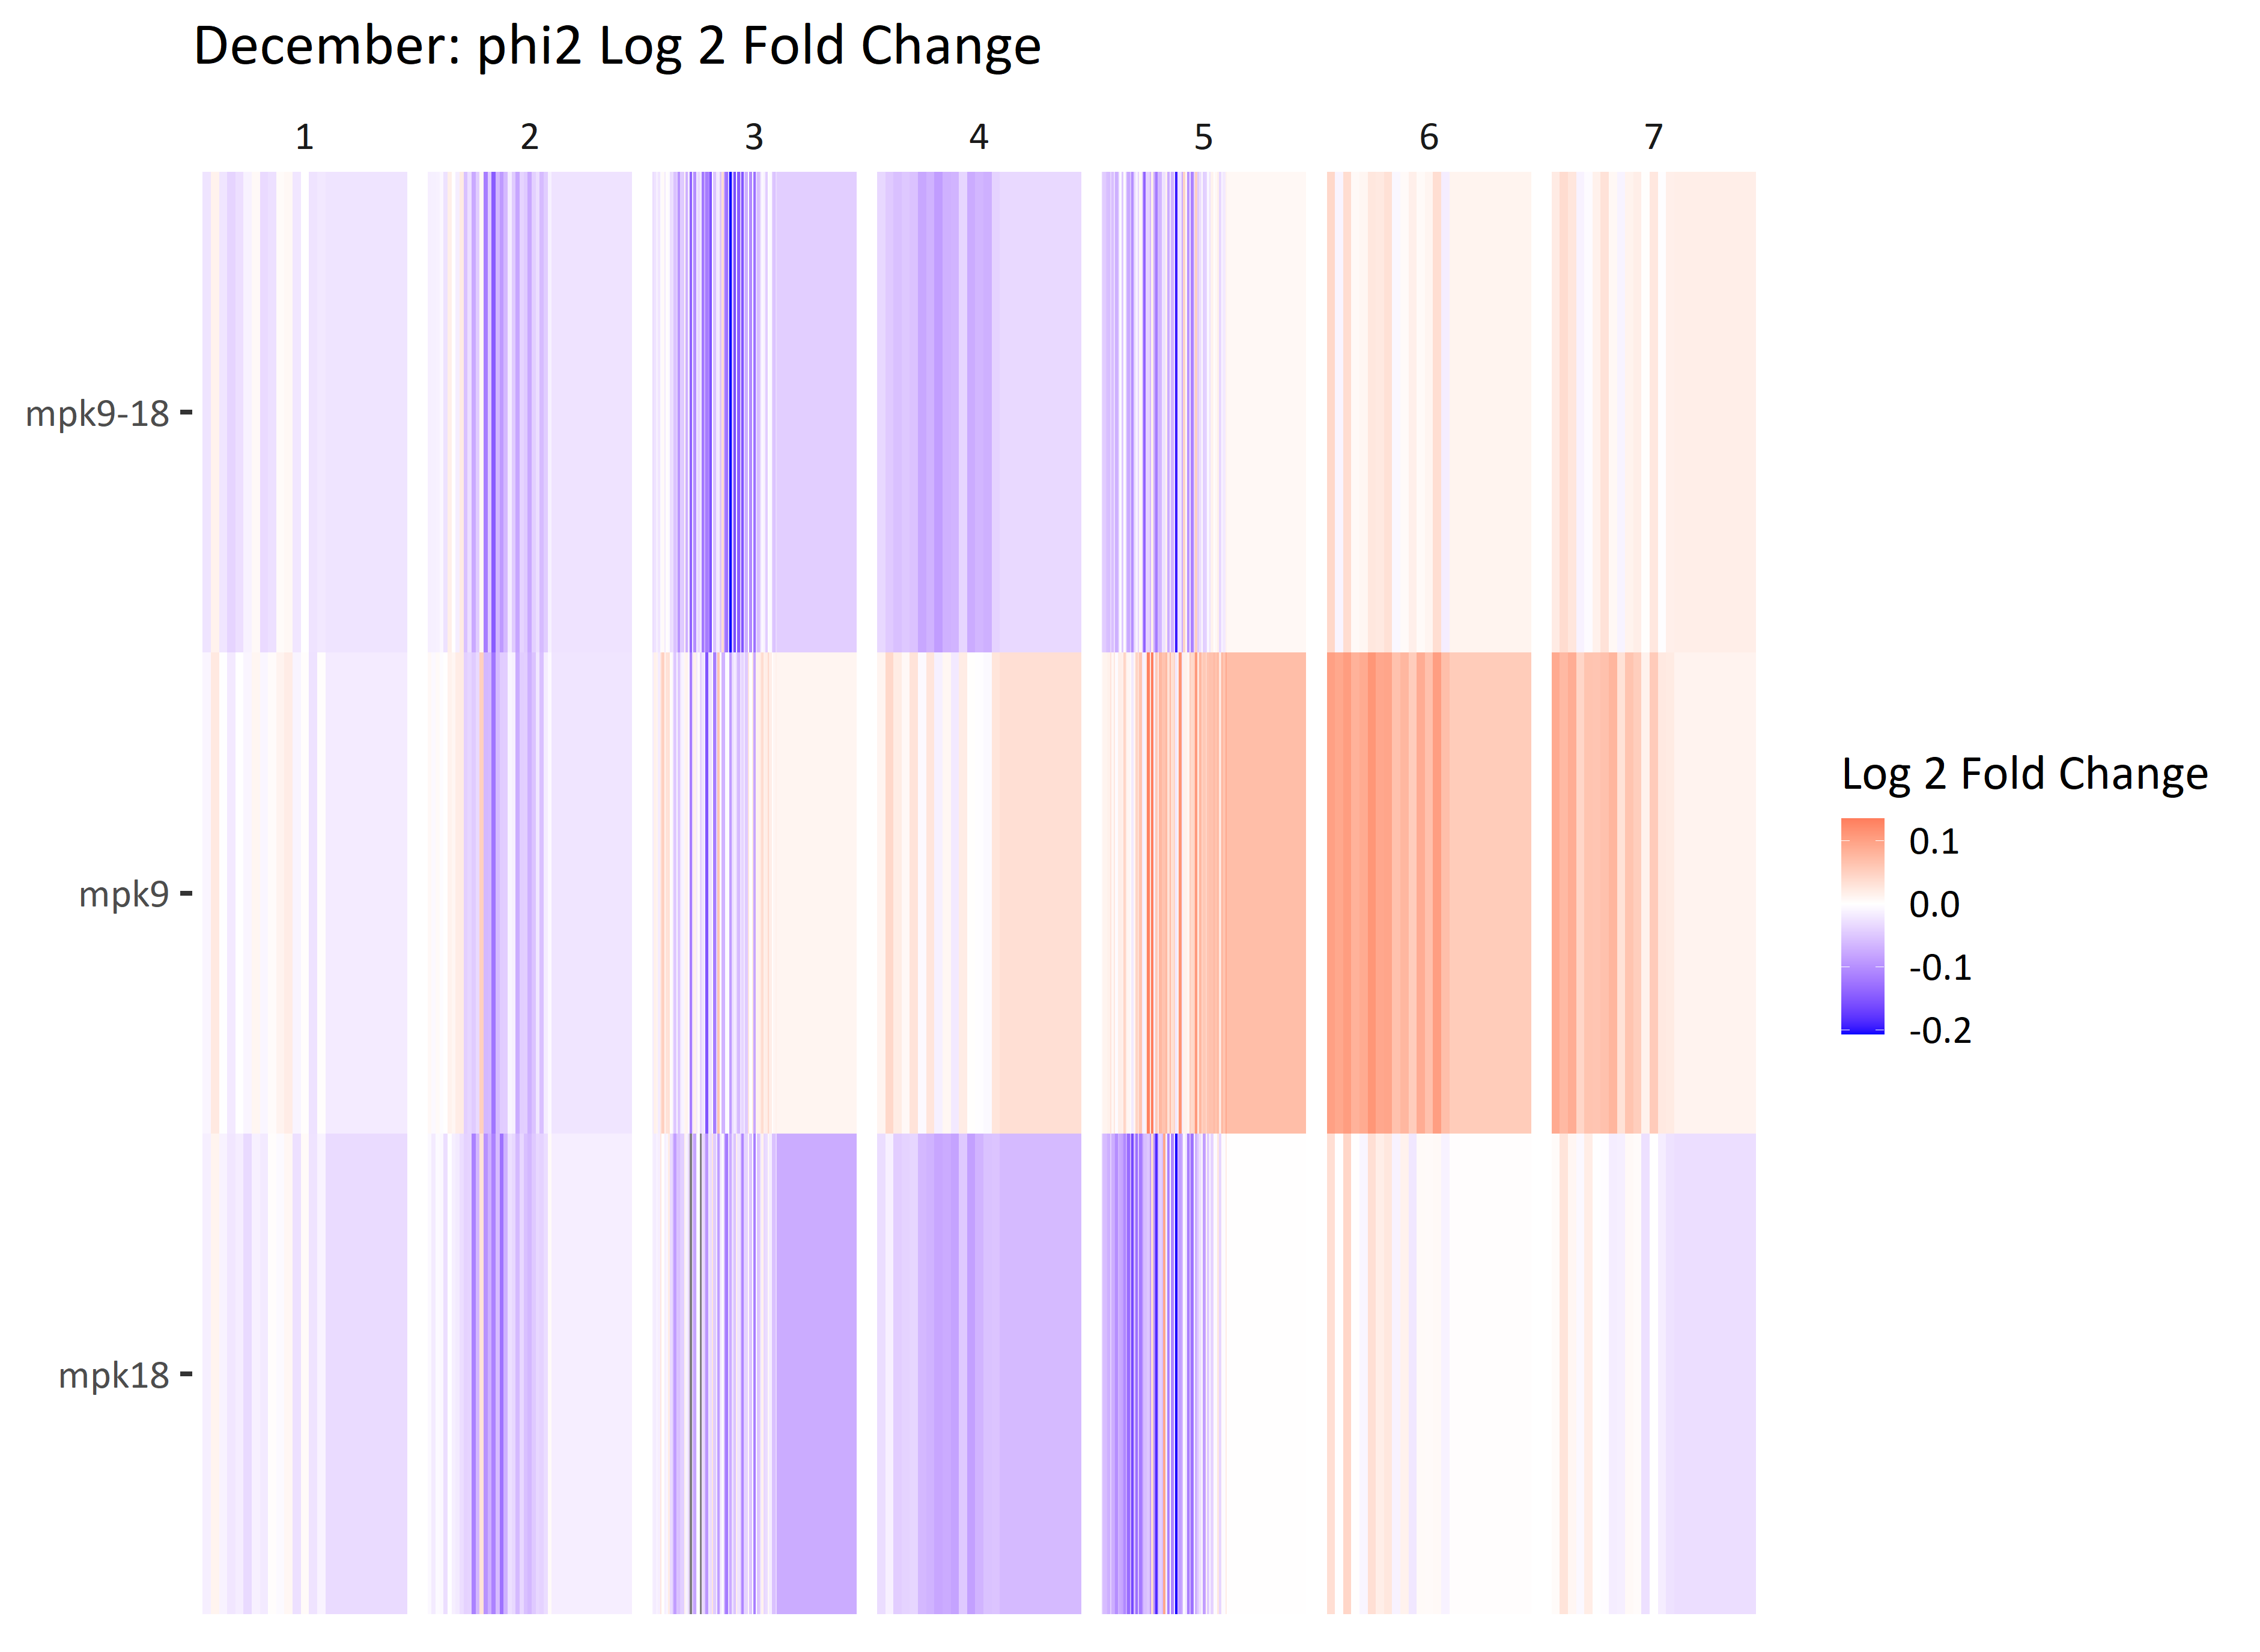 December: phi2 Log 2 Fold Change
1 2 3 4 5 6 7
mpk9-18
mpk9
mpk18
Log 2 Fold Change
0.1
0.0
-0.1
-0.2